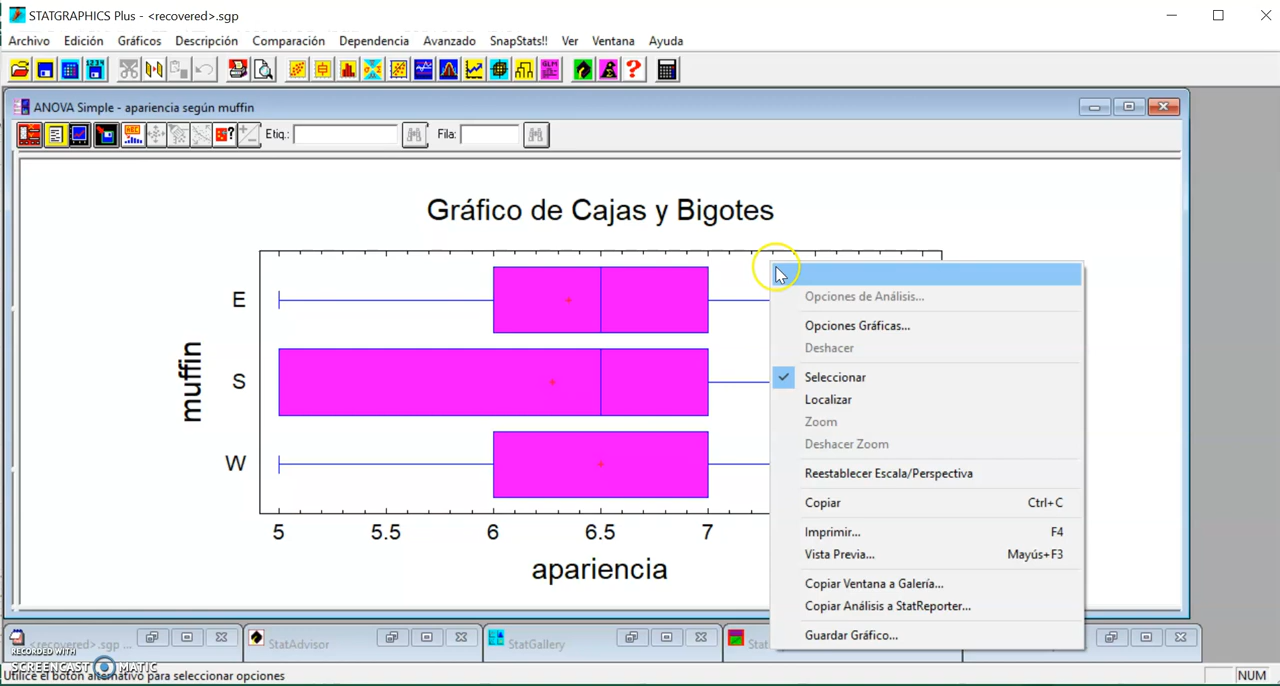 STATGRAPHICS Plus - <recovered>.sgp
Archivo Edición Gráficos Descripción Comparación Dependencia Avanzado SnapStats!! Ver Ventana Ayuda
ANOVA Simple - apariencia según muffin
Etiq.: Fila:
Gráfico de Cajas y Bigotes
E
S
W
muffin
5 5.5 6 6.5 7
apariencia
Opciones de Análisis...
Opciones Gráficas...
Deshacer
Seleccionar
Localizar
Zoom
Deshacer Zoom
Reestablecer Escala/Perspectiva
Copiar Ctrl+C
Imprimir... F4
Vista Previa... Mayús+F3
Copiar Ventana a Galería...
Copiar Análisis a StatReporter...
Guardar Gráfico...
<recovered>.sgp ... StatAdvisor StatGallery Stat
RECORDED WITH
SCREENCAST MATIC
Utilice el botón alternativo para seleccionar opciones NUM